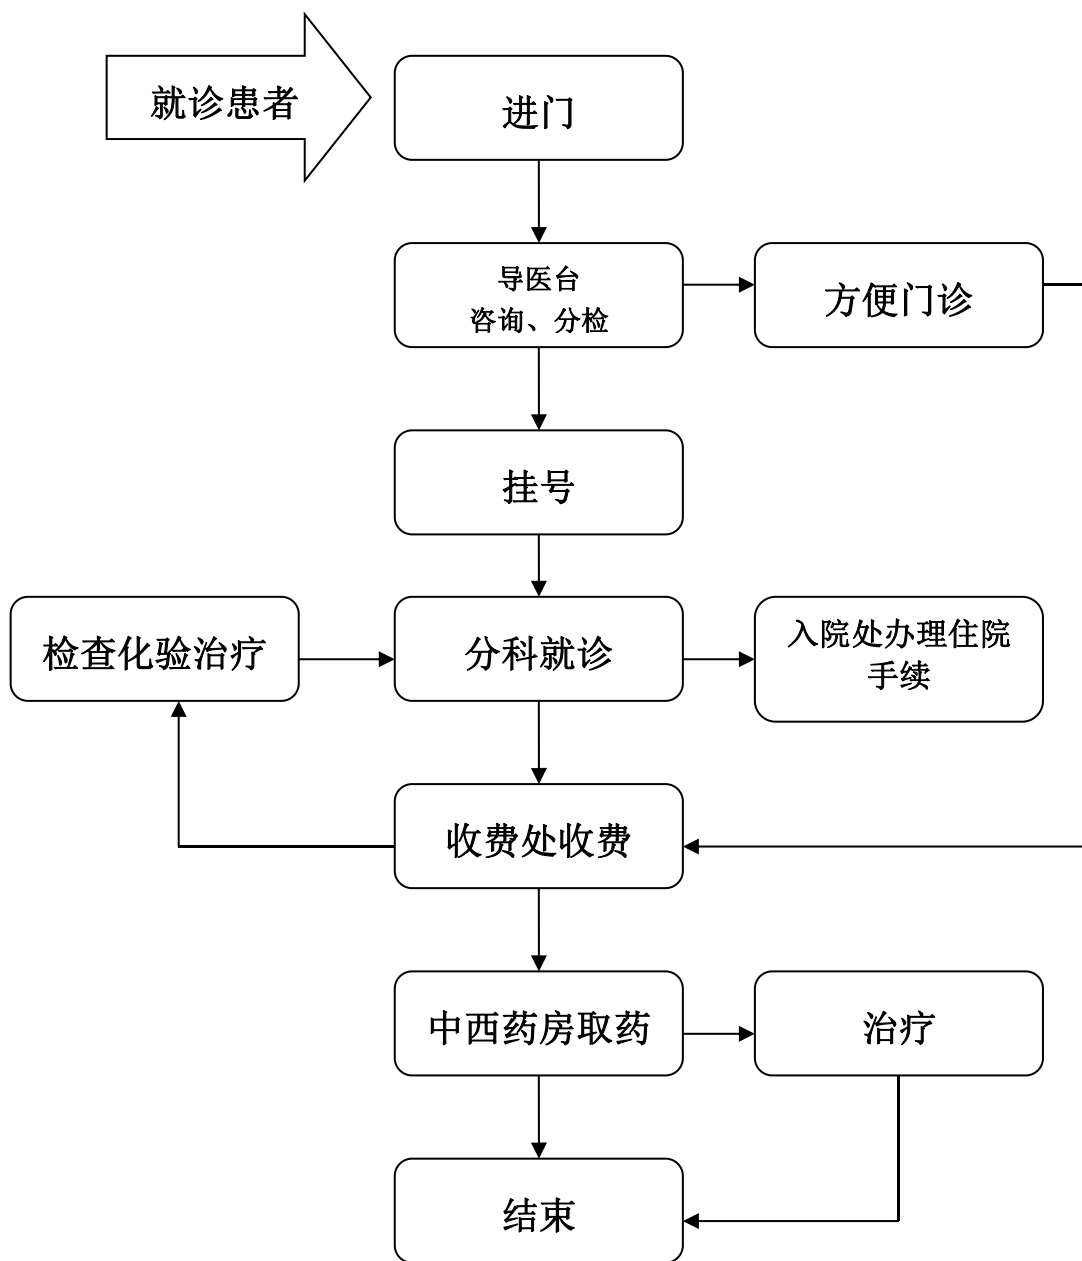 就诊患者
进门
导医台
咨询、分检
方便门诊
挂号
检查化验治疗
分科就诊
入院处办理住院
手续
收费处收费
中西药房取药
治疗
结束